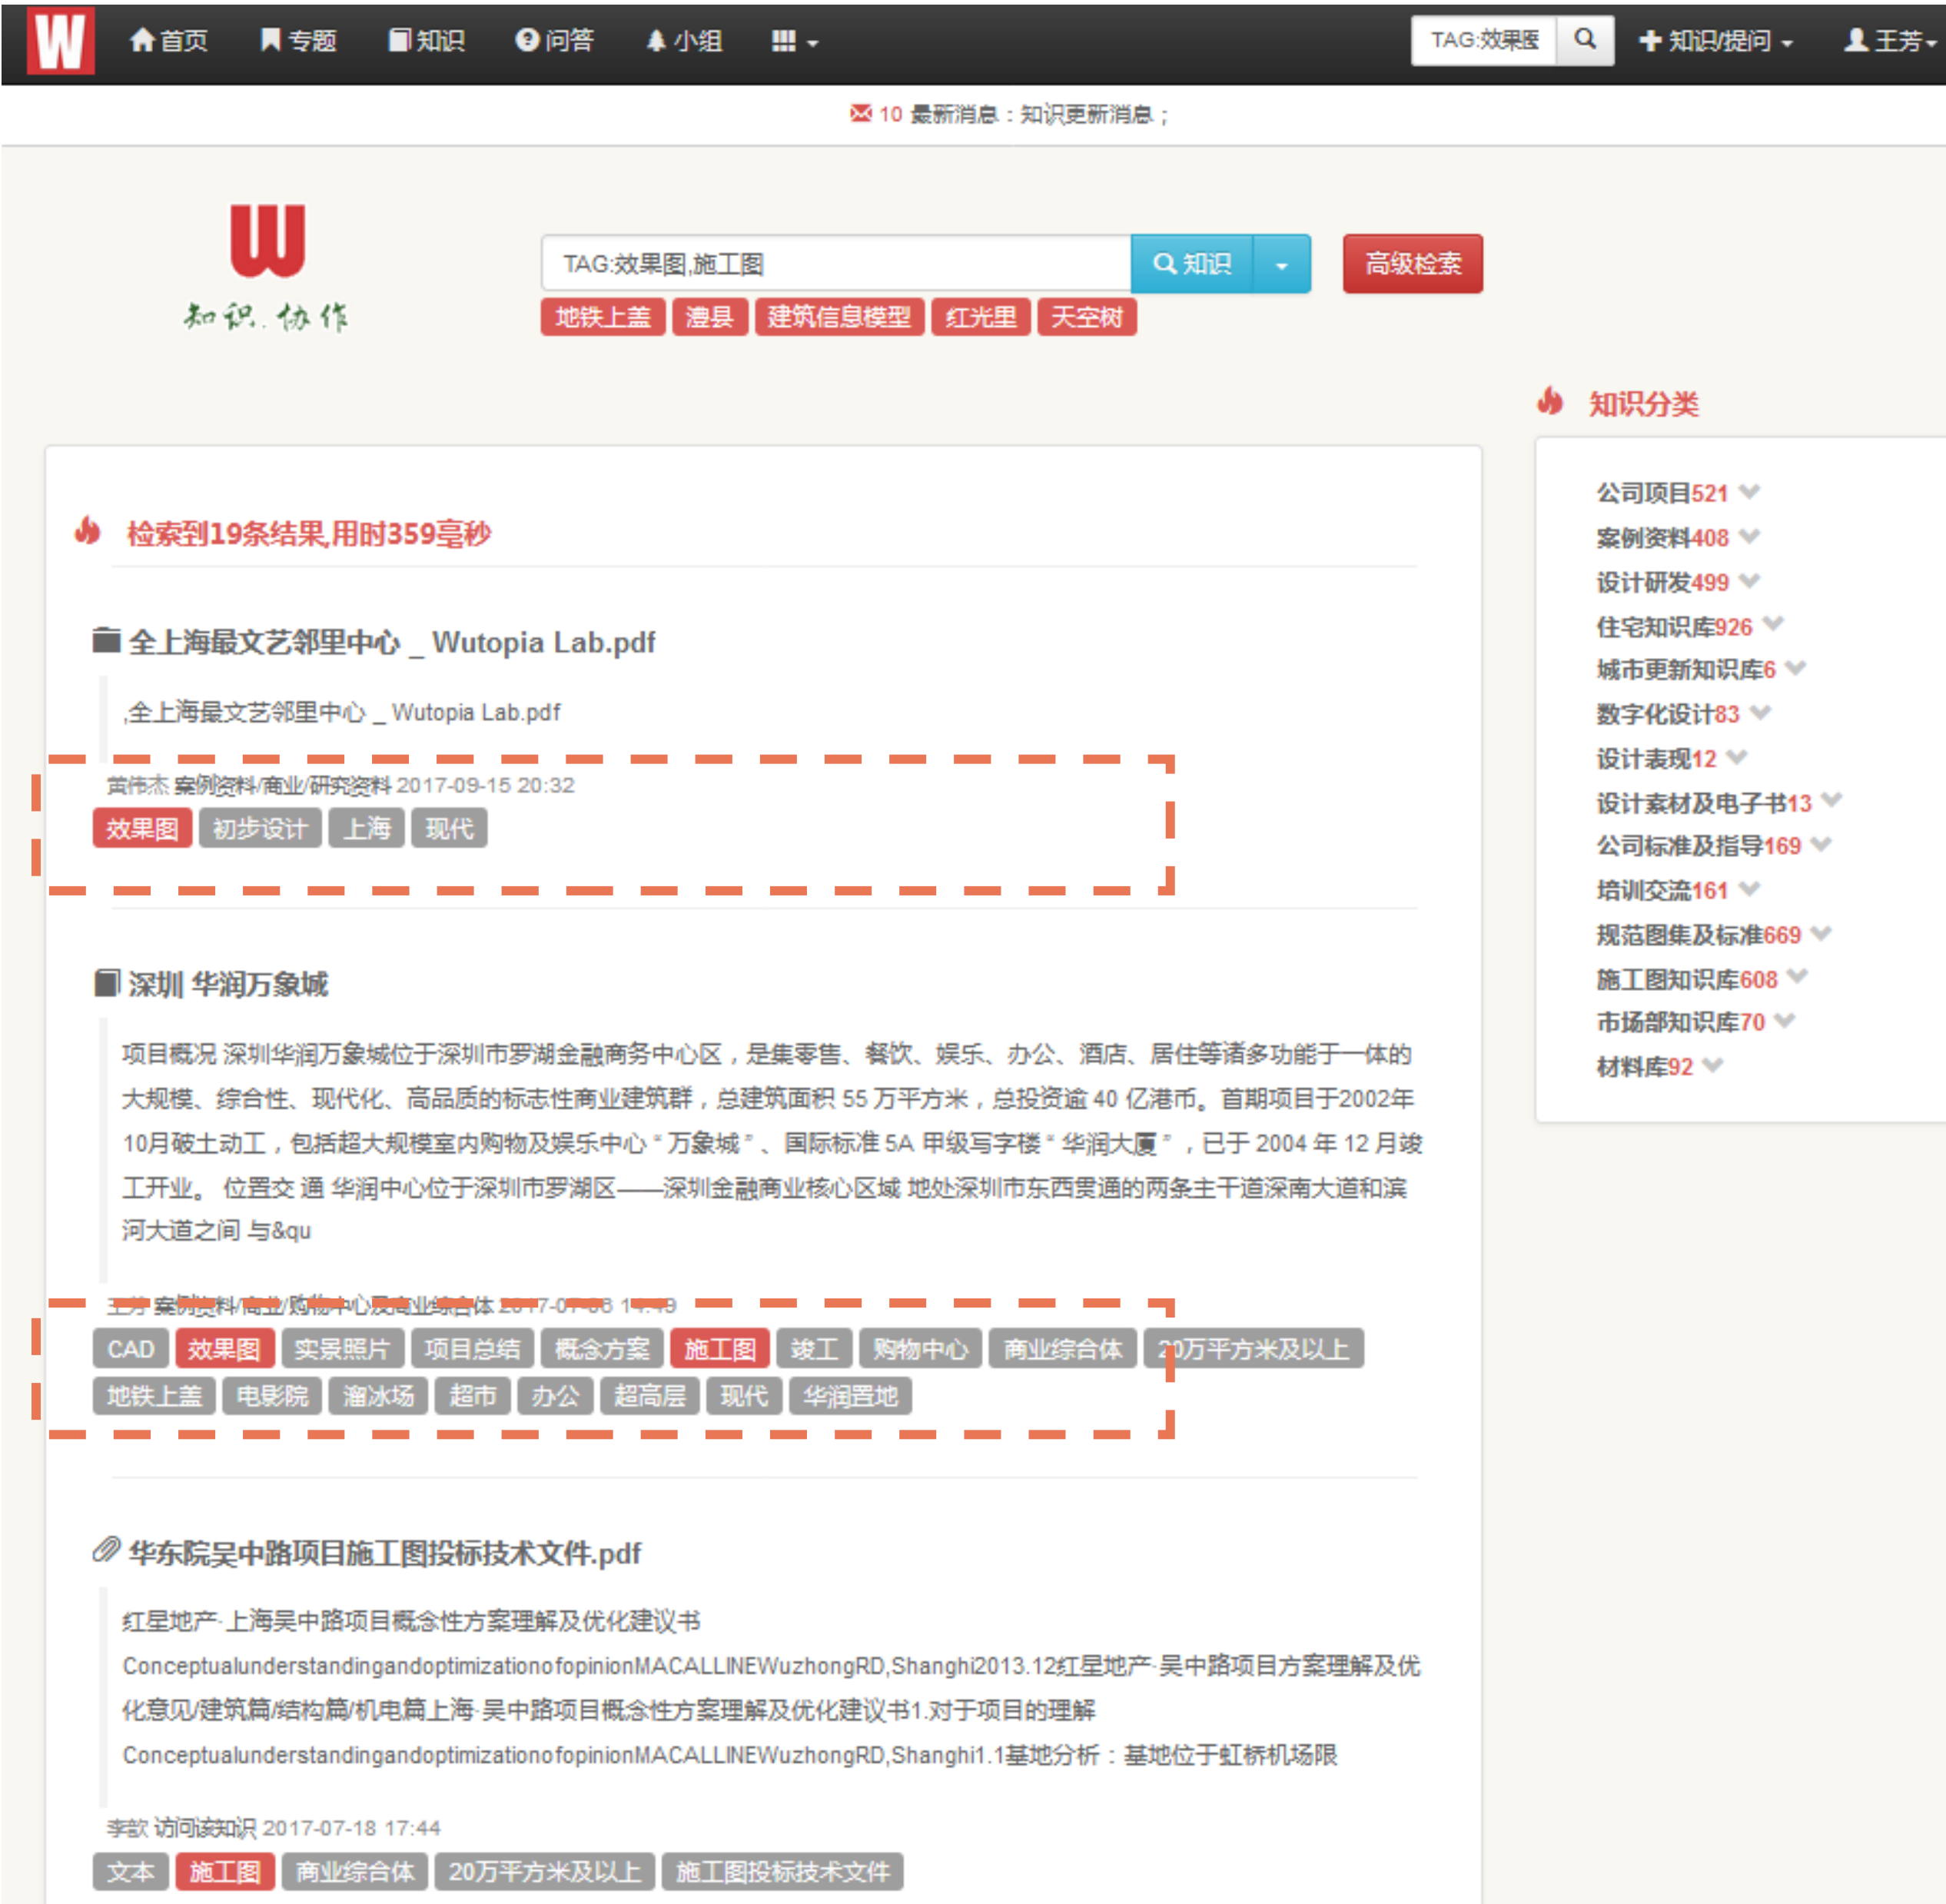 W 首页 专题 知识 问答 小组 TAG:效果图 知识/提问 王芳
10 最新消息：知识更新消息；
W
知识.协作
TAG:效果图,施工图 知识 高级检索
地铁上盖 澧县 建筑信息模型 红光里 天空树
知识分类
公司项目521
案例资料408
设计研发499
住宅知识库926
城市更新知识库6
数字化设计83
设计表现12
设计素材及电子书13
公司标准及指导169
培训交流161
规范图集及标准669
施工图知识库608
市场部知识库70
材料库92
检索到19条结果,用时359毫秒
全上海最文艺邻里中心 _ Wutopia Lab.pdf
,全上海最文艺邻里中心 _ Wutopia Lab.pdf
黄伟杰 案例资料/商业/研究资料 2017-09-15 20:32
效果图 初步设计 上海 现代
深圳 华润万象城
项目概况 深圳华润万象城位于深圳市罗湖金融商务中心区，是集零售、餐饮、娱乐、办公、酒店、居住等诸多功能于一体的
大规模、综合性、现代化、高品质的标志性商业建筑群，总建筑面积 55 万平方米，总投资逾 40 亿港币。首期项目于2002年
10月破土动工，包括超大规模室内购物及娱乐中心“万象城”、国际标准 5A 甲级写字楼“华润大厦”，已于 2004 年 12 月竣
工开业。 位置交 通 华润中心位于深圳市罗湖区——深圳金融商业核心区域 地处深圳市东西贯通的两条主干道深南大道和滨
河大道之间 与&qu
王芳 案例资料/商业/购物中心及商业综合体
CAD 效果图 实景照片 项目总结 概念方案 施工图 竣工 购物中心 商业综合体 20万平方米及以上
地铁上盖 电影院 溜冰场 超市 办公 超高层 现代 华润置地
华东院吴中路项目施工图投标技术文件.pdf
红星地产·上海吴中路项目概念性方案理解及优化建议书
ConceptualunderstandingandoptimizationofopinionMACALLINEWuzhongRD,Shanghi2013.12红星地产·吴中路项目方案理解及优
化意见/建筑篇/结构篇/机电篇上海·吴中路项目概念性方案理解及优化建议书1.对于项目的理解
ConceptualunderstandingandoptimizationofopinionMACALLINEWuzhongRD,Shanghi1.1基地分析：基地位于虹桥机场限
李歆 访问该知识 2017-07-18 17:44
文本 施工图 商业综合体 20万平方米及以上 施工图投标技术文件